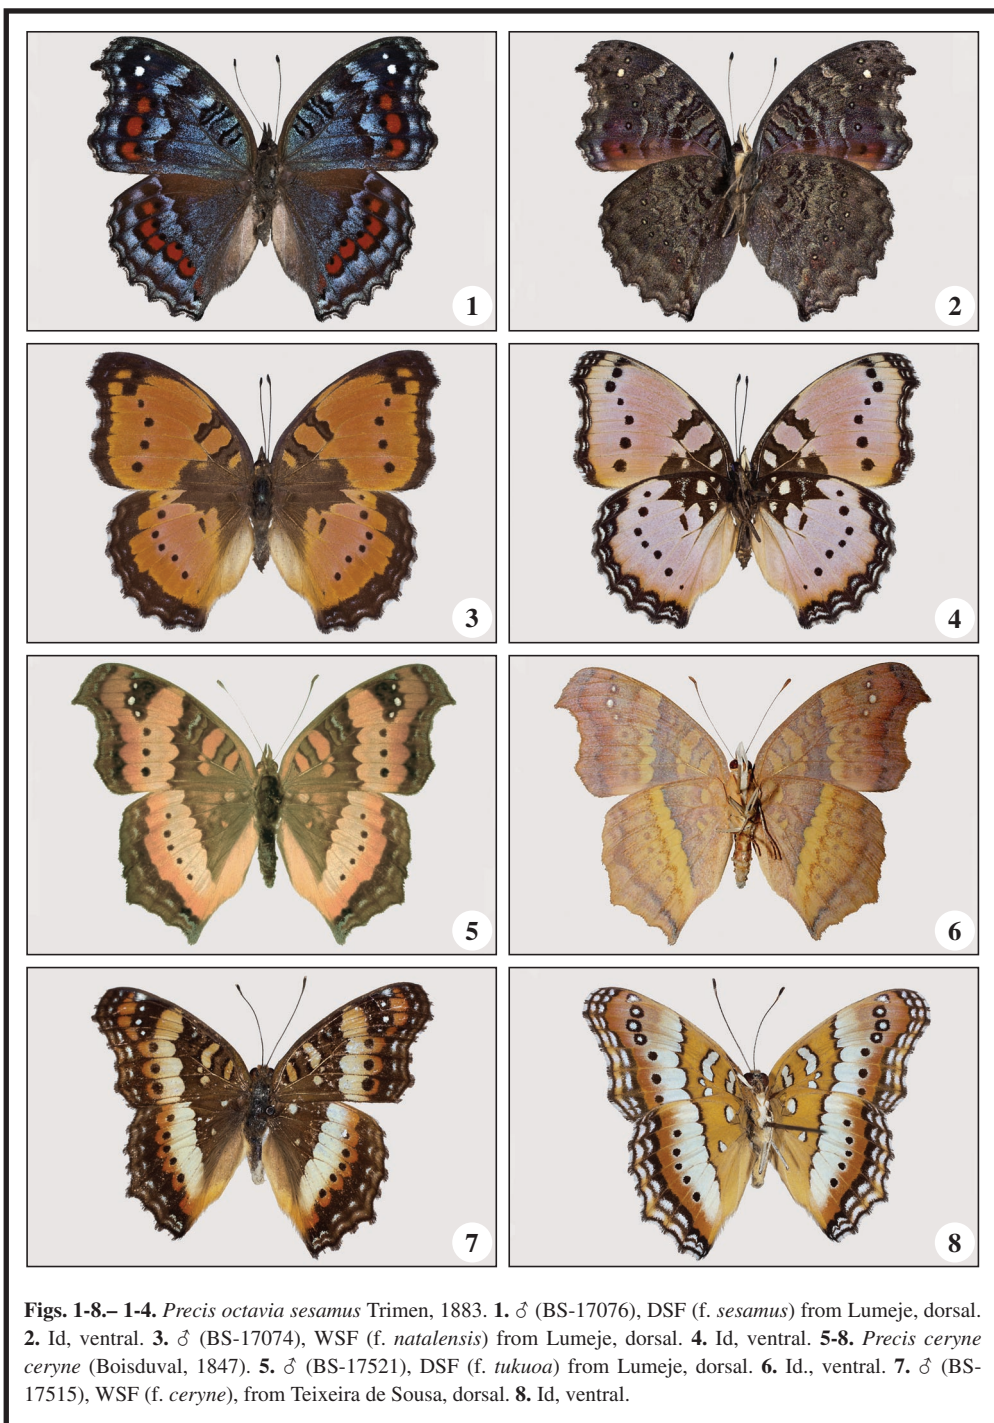 1
2
3
4
5
6
7
8
Figs. 1-8.– 1-4. Precis octavia sesamus Trimen, 1883. 1. ♂ (BS-17076), DSF (f. sesamus) from Lumeje, dorsal.
2. Id, ventral. 3. ♂ (BS-17074), WSF (f. natalensis) from Lumeje, dorsal. 4. Id, ventral. 5-8. Precis ceryne
ceryne (Boisduval, 1847). 5. ♂ (BS-17521), DSF (f. tukuoa) from Lumeje, dorsal. 6. Id., ventral. 7. ♂ (BS-
17515), WSF (f. ceryne), from Teixeira de Sousa, dorsal. 8. Id, ventral.